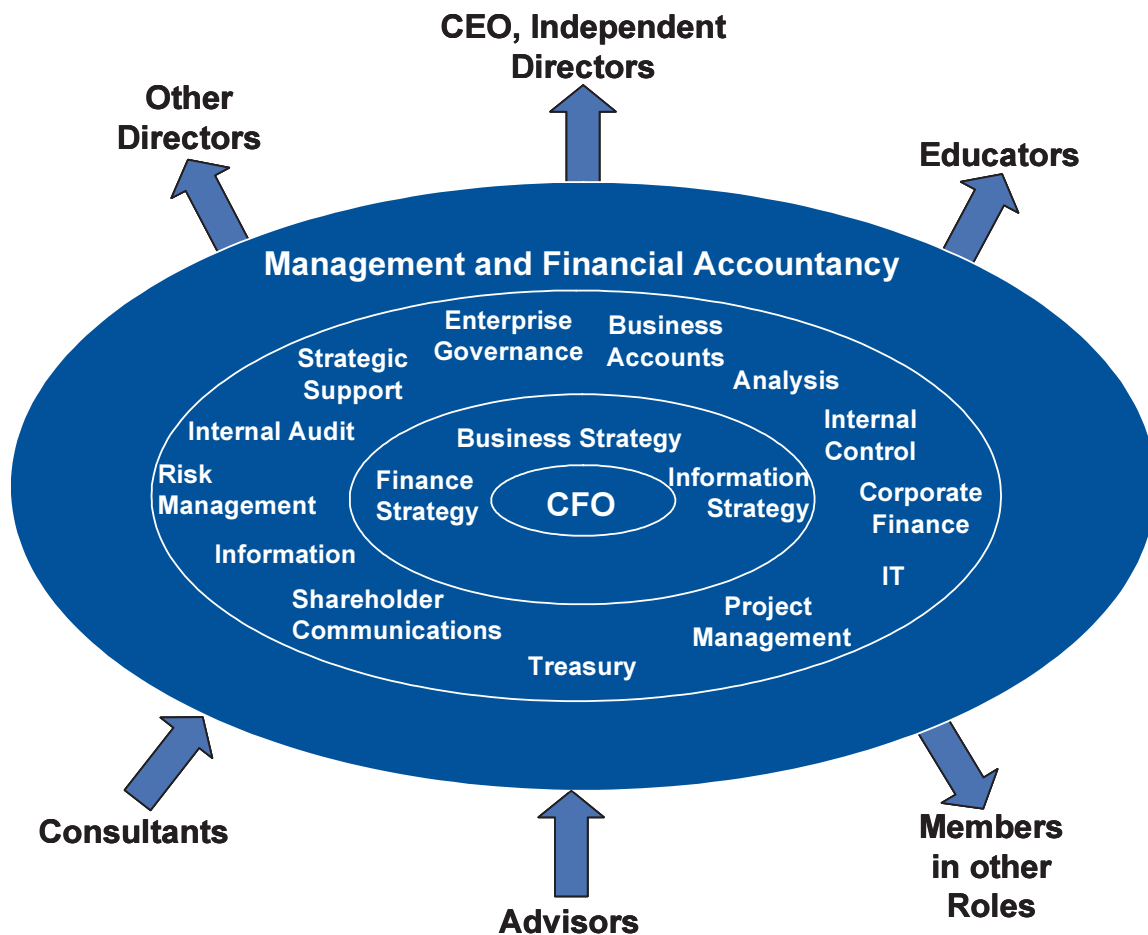 CEO, Independent
Directors
Other
Directors
Educators
Management and Financial Accountancy
Enterprise
Governance
Business
Accounts
Strategic
Support
Analysis
Internal Audit
Internal
Control
Business Strategy
Risk
Management
Finance
Strategy
CFO
Information
Strategy
Corporate
Finance
Information
IT
Shareholder
Communications
Project
Management
Treasury
Consultants
Members
in other
Roles
Advisors